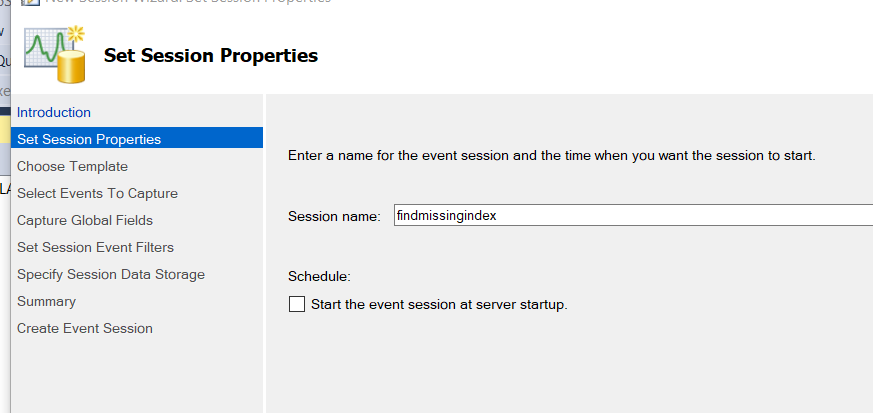 New Session Wizard: Set Session Properties
Set Session Properties
Introduction
Set Session Properties
Choose Template
Select Events To Capture
Capture Global Fields
Set Session Event Filters
Specify Session Data Storage
Summary
Create Event Session
Enter a name for the event session and the time when you want the session to start.
Session name: findmissingindex
Schedule:
Start the event session at server startup.